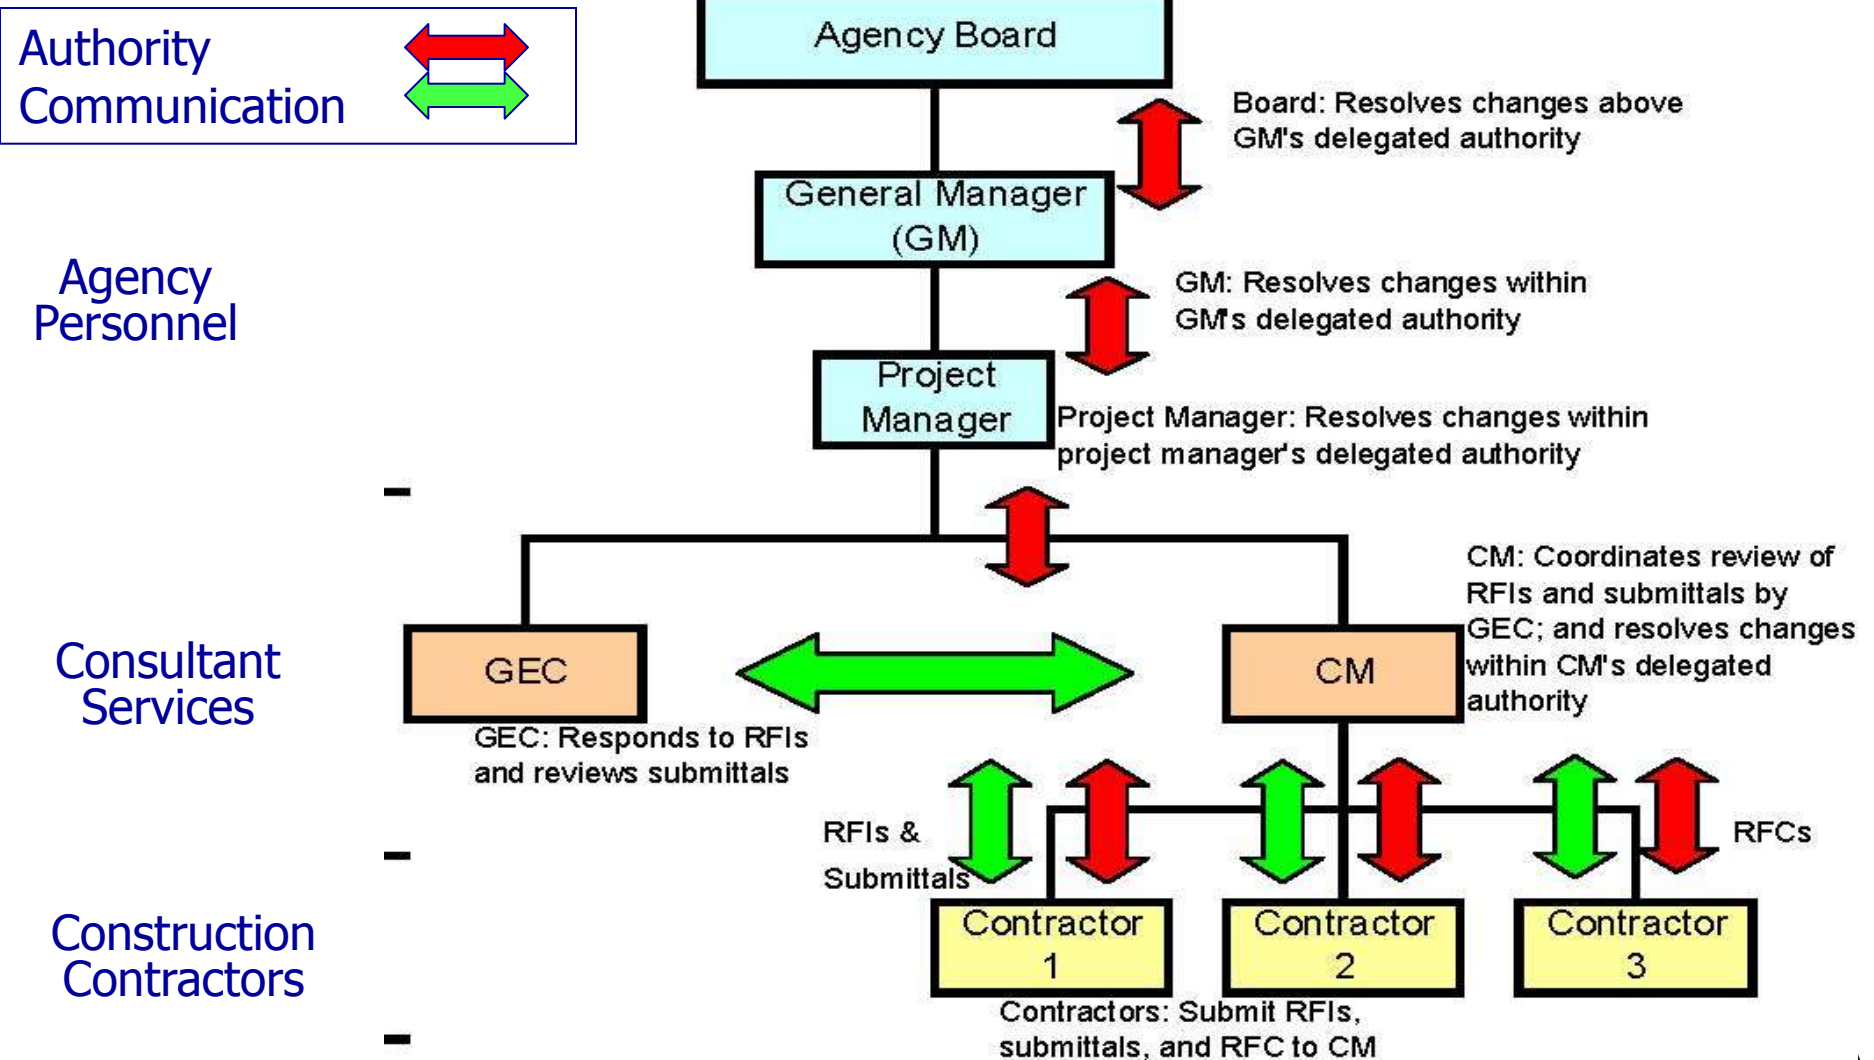 Authority
Communication
Agency Board
Board: Resolves changes above
GM's delegated authority
General Manager
(GM)
Agency
Personnel
GM: Resolves changes within
GM's delegated authority
Project
Manager
Project Manager: Resolves changes within
project manager's delegated authority
CM: Coordinates review of
RFIs and submittals by
GEC; and resolves changes
within CM's delegated
authority
Consultant
Services
GEC
CM
GEC: Responds to RFIs
and reviews submittals
RFIs &
Submittals
RFCs
Construction
Contractors
Contractor
1
Contractor
2
Contractor
3
Contractors: Submit RFIs,
submittals, and RFC to CM